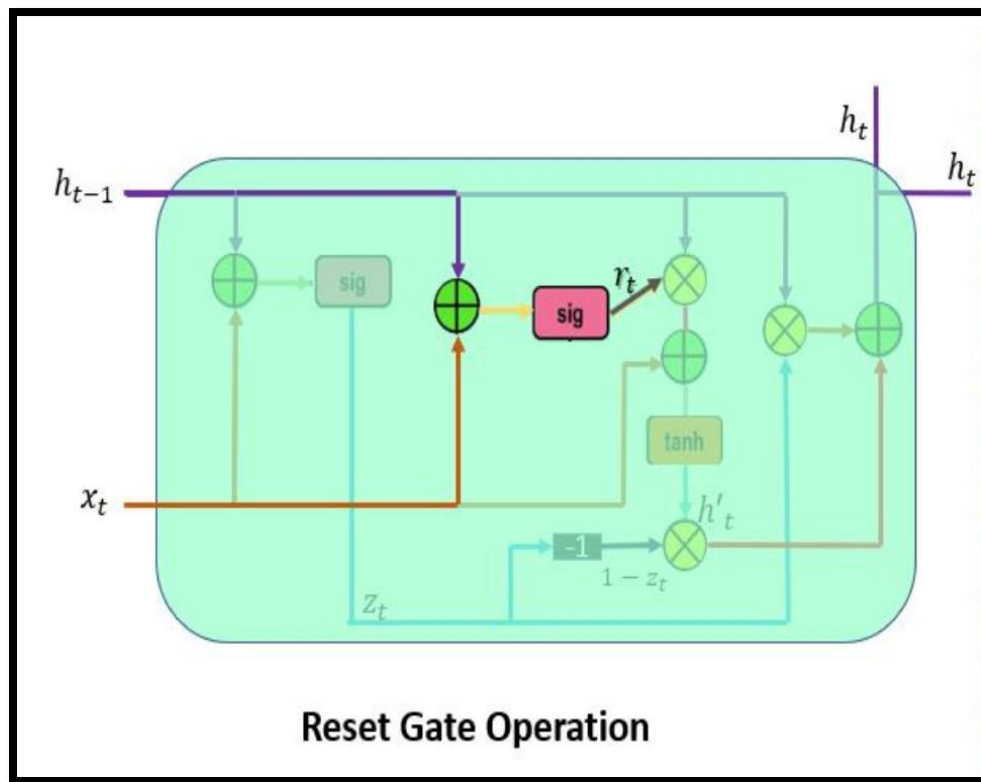 h_t
h_{t-1}
h_t
sig
r_t
sig
tanh
x_t
h'_t
-1
1 - z_t
z_t
Reset Gate Operation